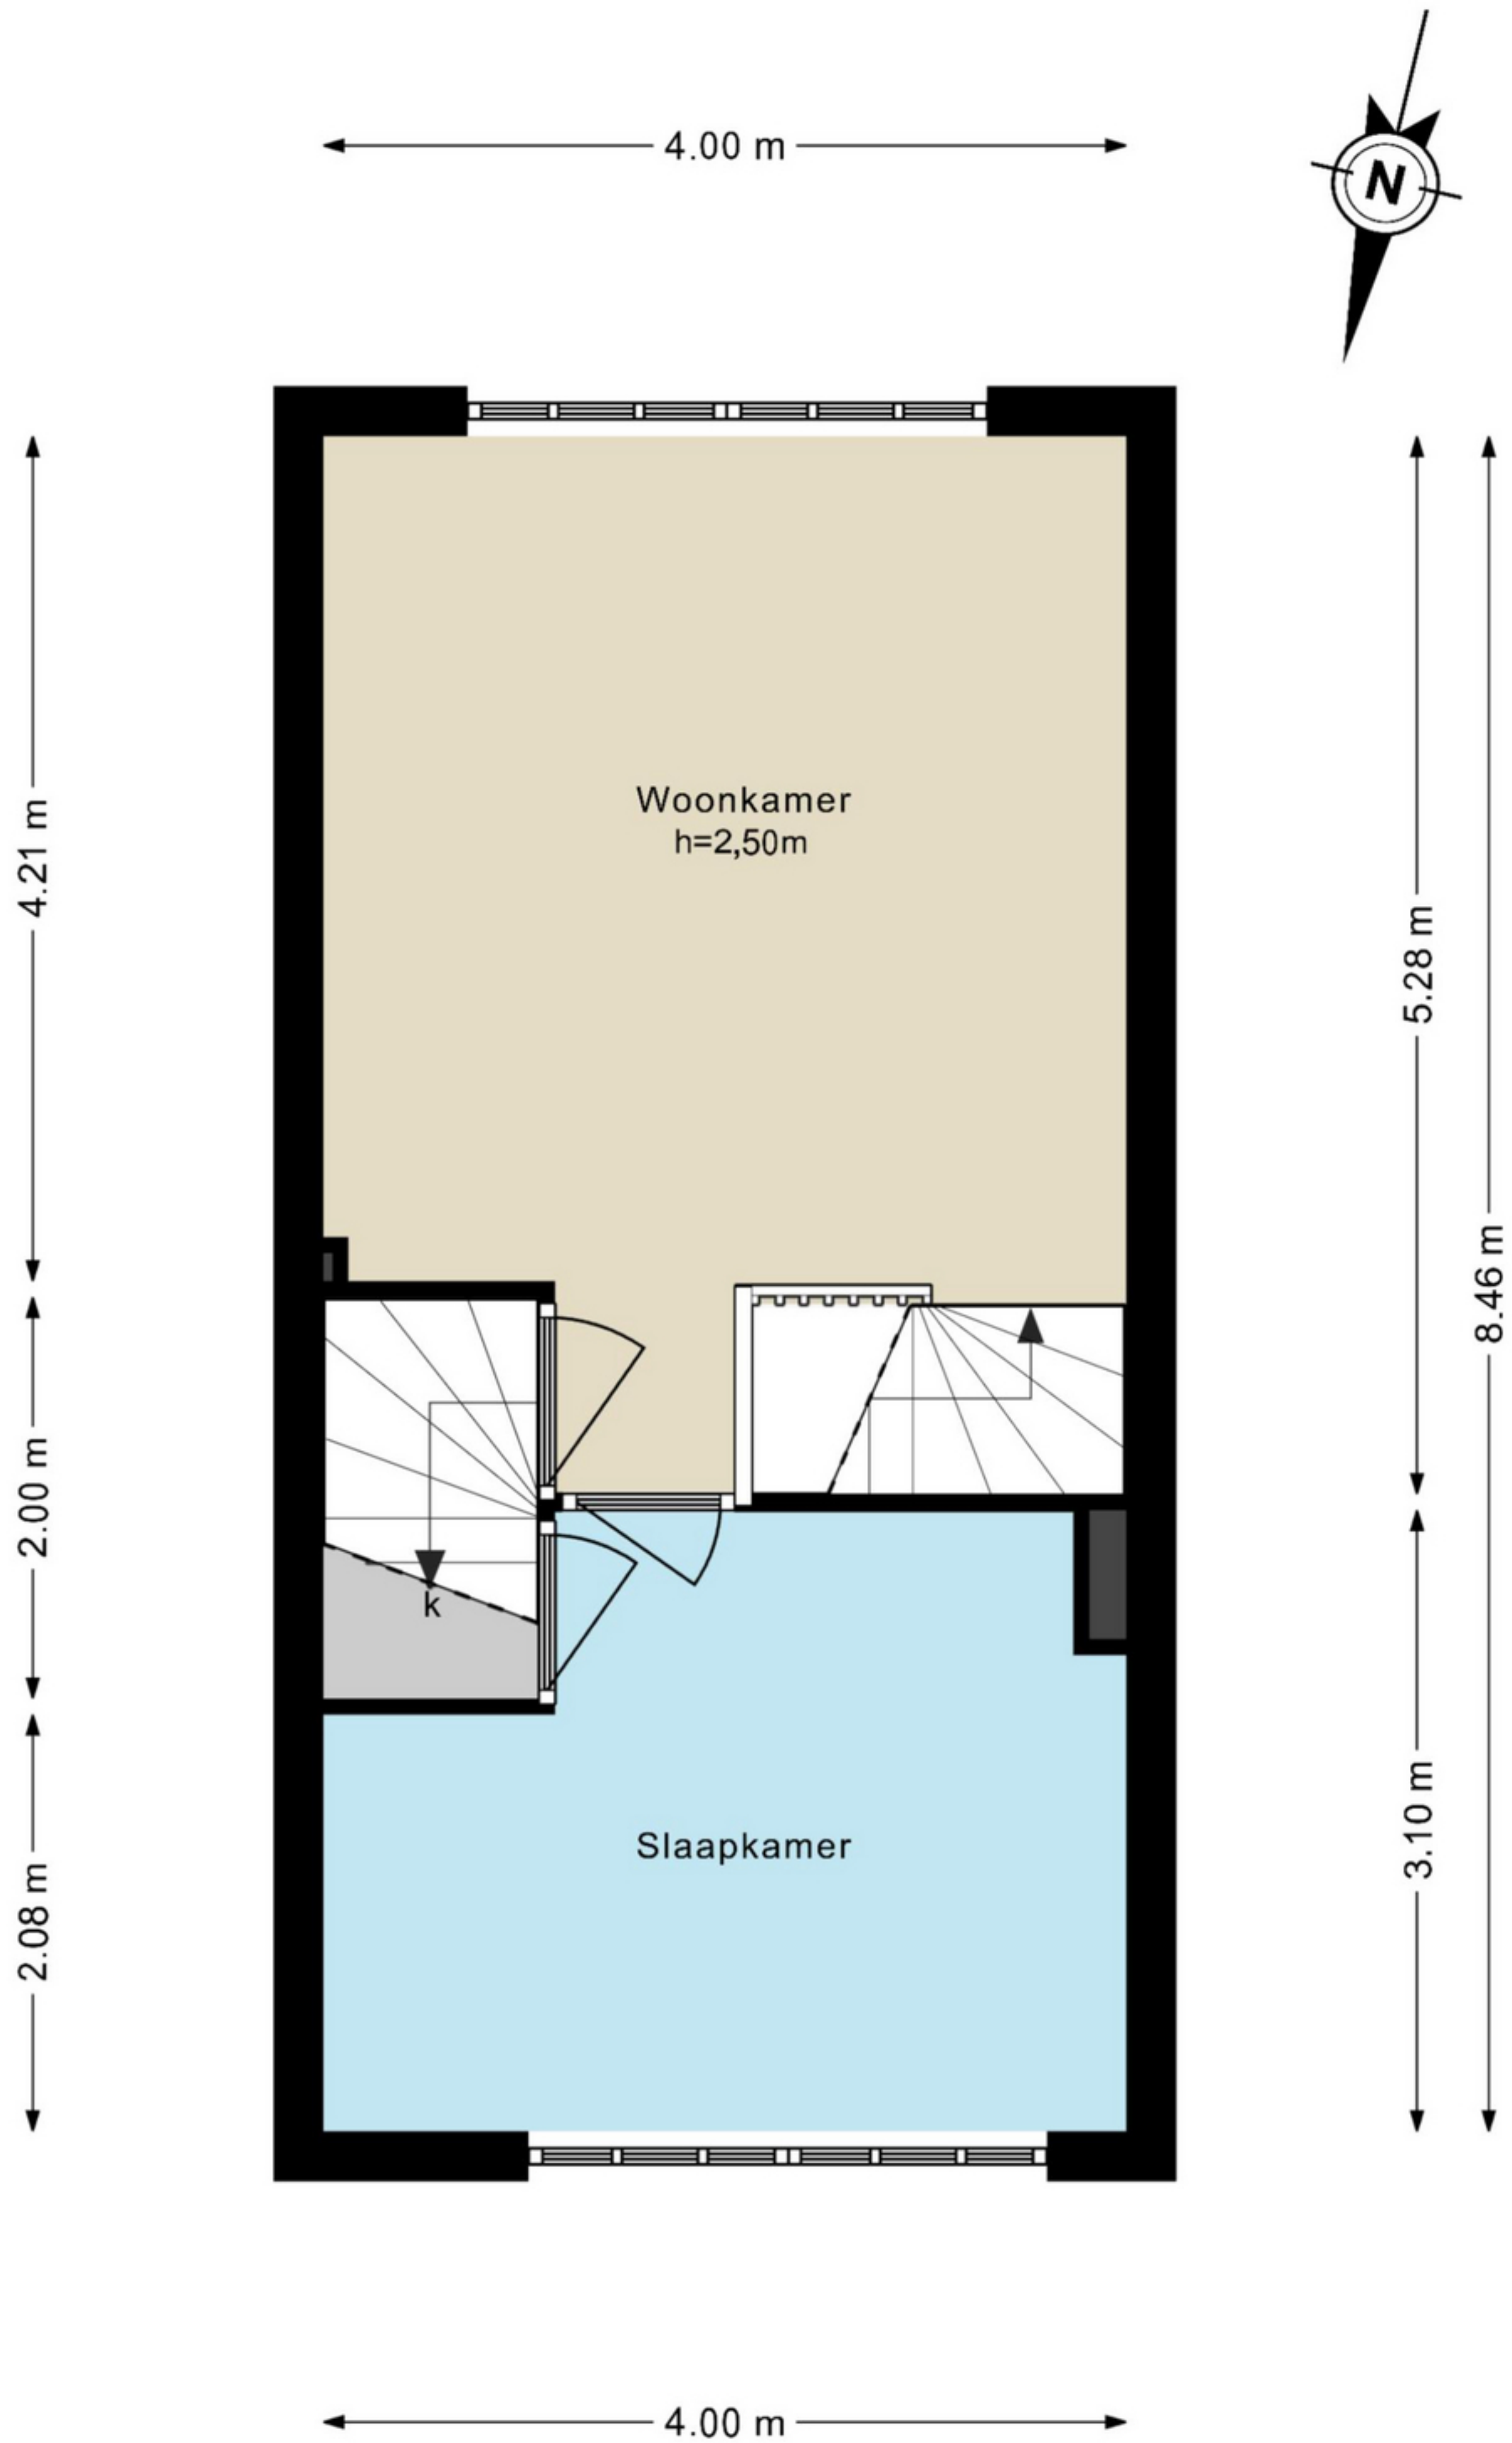 4.00 m
N
Woonkamer
h=2,50m
4.21 m
5.28 m
8.46 m
2.00 m
k
3.10 m
Slaapkamer
2.08 m
4.00 m